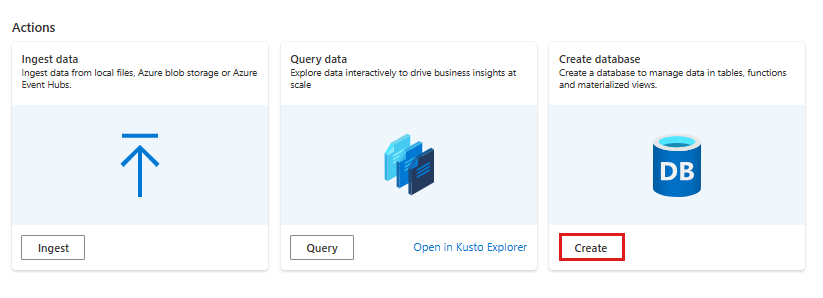 Actions
Ingest data
Ingest data from local files, Azure blob storage or Azure
Event Hubs.
Ingest
Query data
Explore data interactively to drive business insights at
scale
Query
Open in Kusto Explorer
Create database
Create a database to manage data in tables, functions
and materialized views.
DB
Create